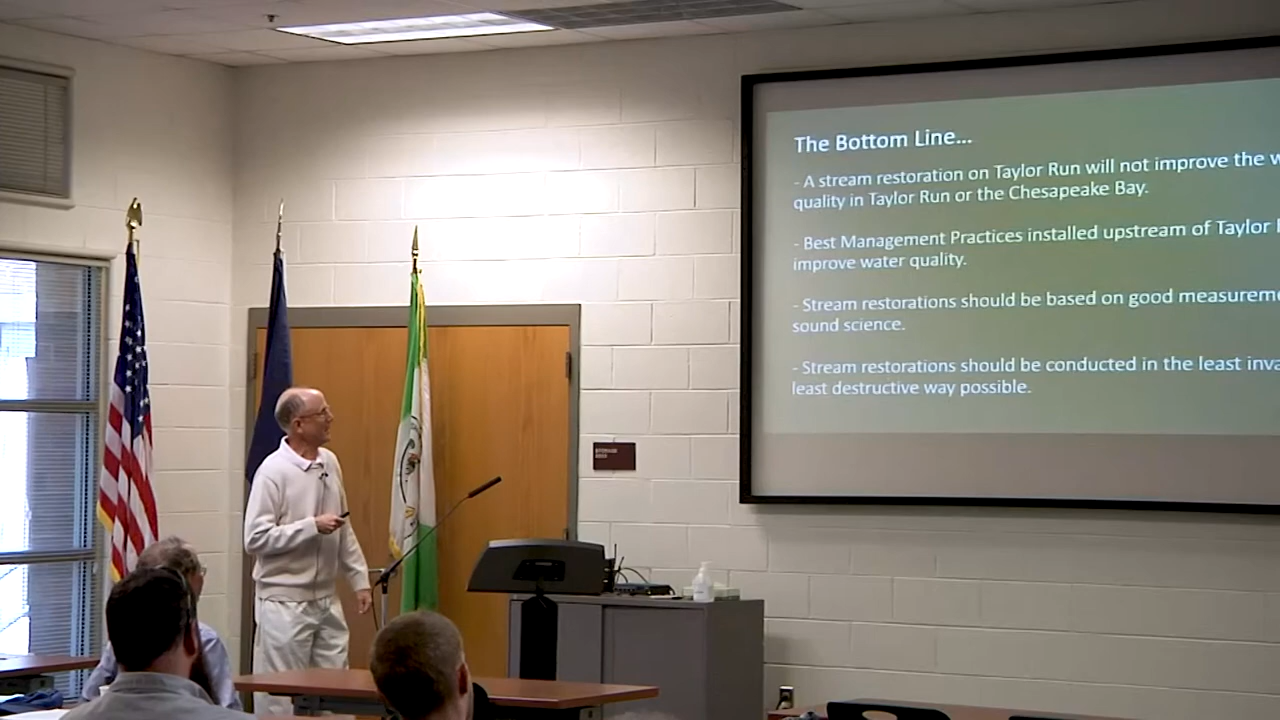 The Bottom Line...
- A stream restoration on Taylor Run will not improve the
quality in Taylor Run or the Chesapeake Bay.
- Best Management Practices installed upstream of Taylor
improve water quality.
- Stream restorations should be based on good
sound science.
- Stream restorations should be conducted in the least
least destructive way possible.
STORAGE